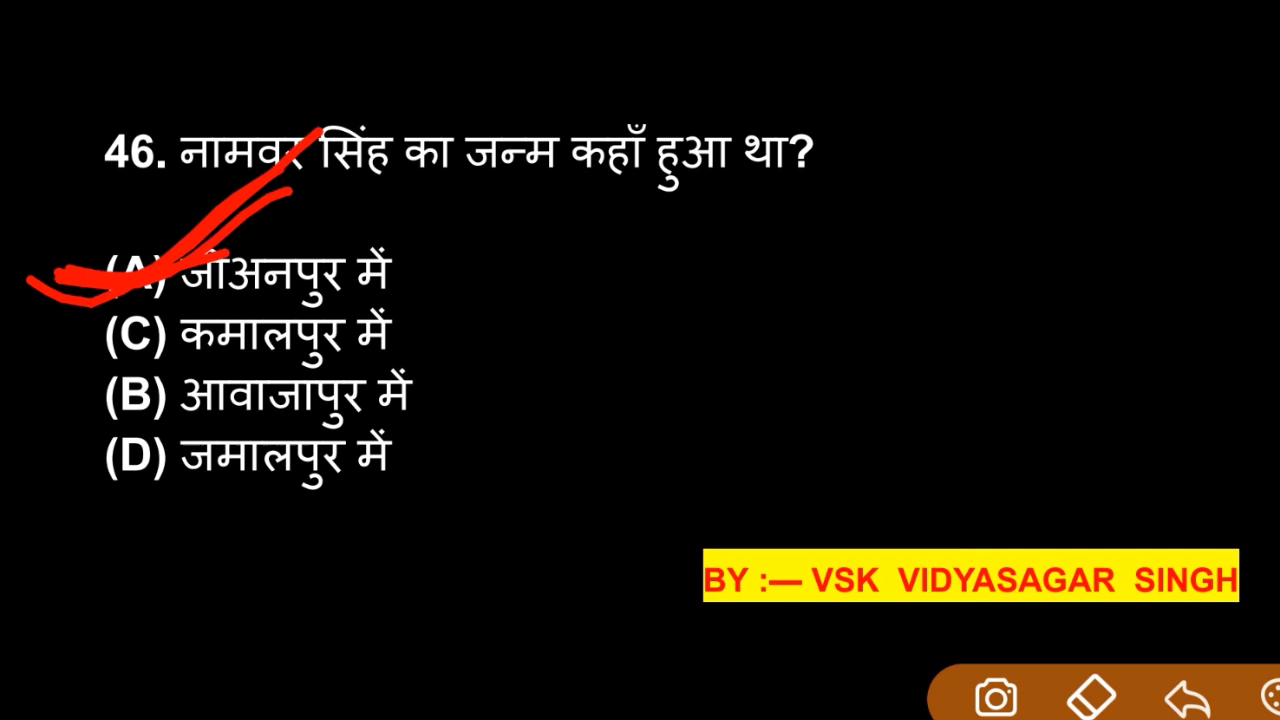 46. नामवर सिंह का जन्म कहाँ हुआ था?
(A) जीअनपुर में
(C) कमालपुर में
(B) आवाजापुर में
(D) जमालपुर में
BY :— VSK VIDYASAGAR SINGH